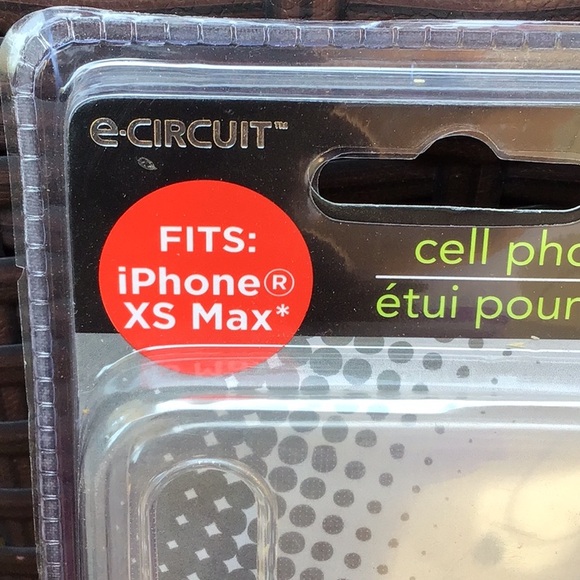 e·CIRCUIT™
FITS:
iPhone®
XS Max*
cell pho
étui pour